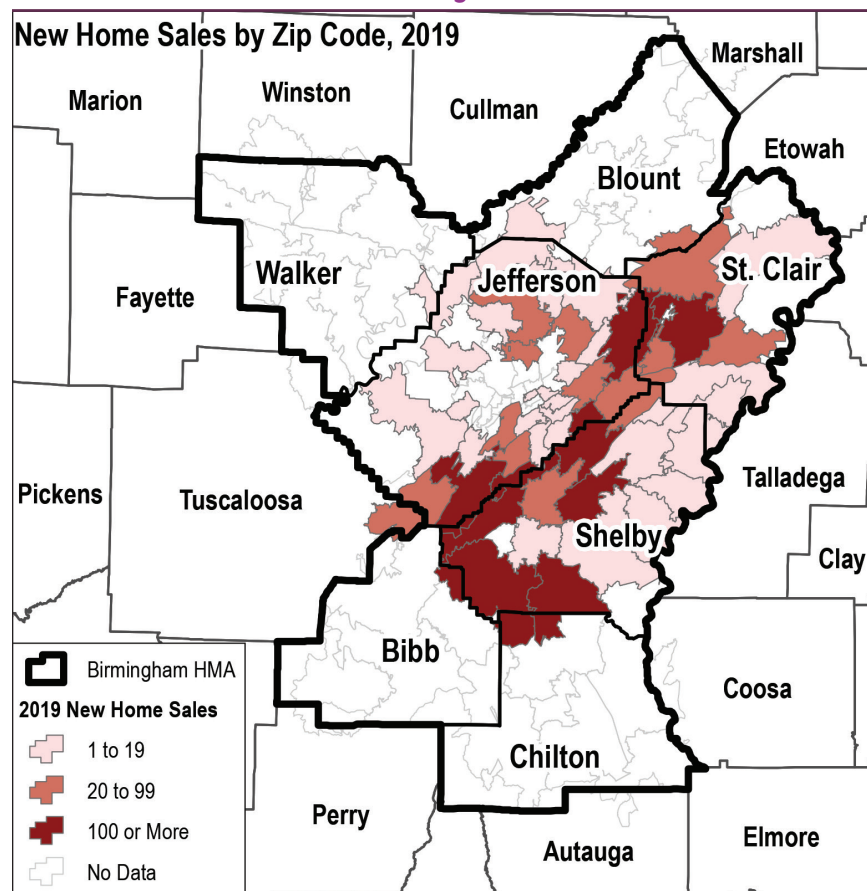 New Home Sales by Zip Code, 2019
Marshall
Marion
Winston
Cullman
Etowah
Blount
Walker
Jefferson
St. Clair
Fayette
Pickens
Tuscaloosa
Talladega
Shelby
Clay
Bibb
Coosa
Chilton
Perry
Autauga
Elmore
Birmingham HMA
2019 New Home Sales
1 to 19
20 to 99
100 or More
No Data